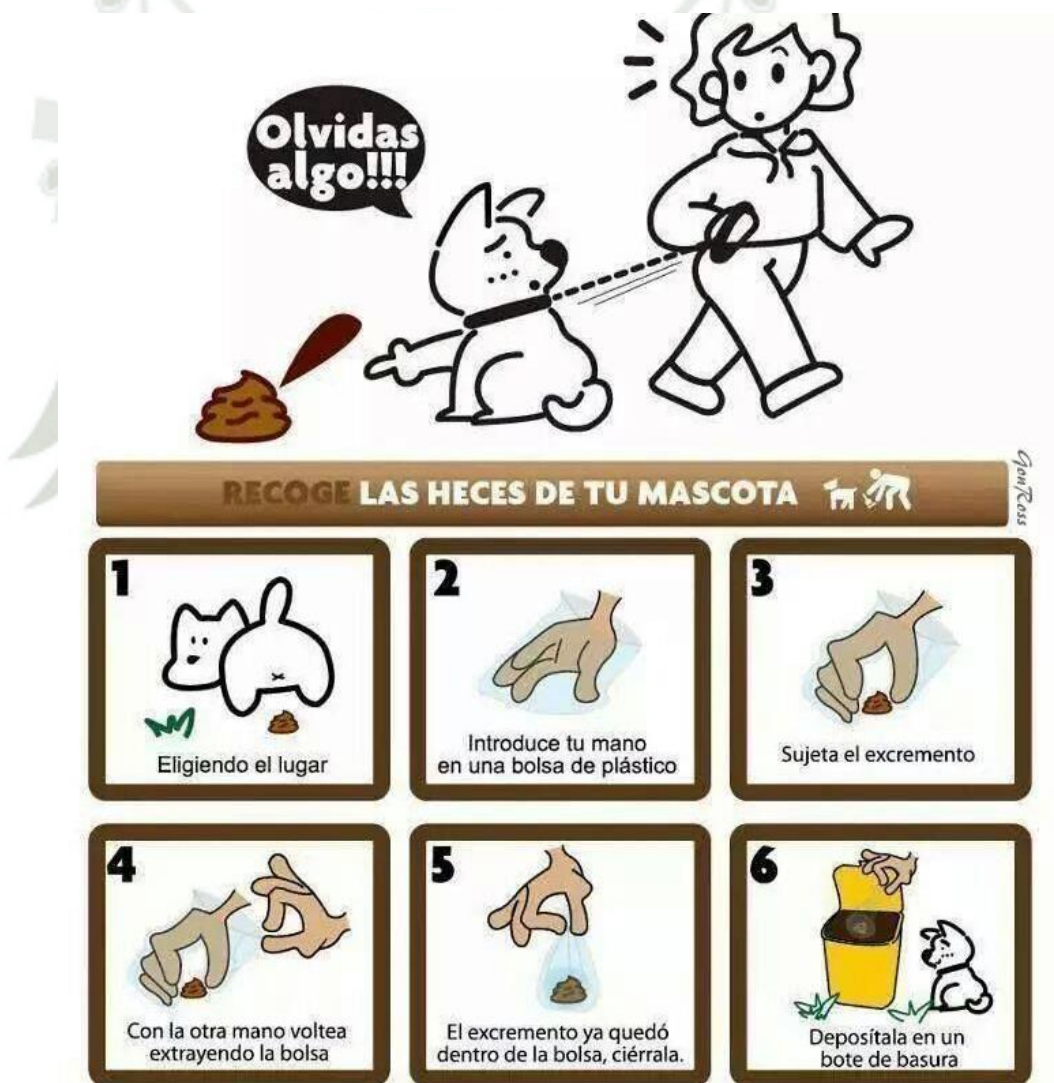 Olvidas
algo!!!
RECOGE LAS HECES DE TU MASCOTA
GonRoss
1
Eligiendo el lugar
2
Introduce tu mano
en una bolsa de plástico
3
Sujeta el excremento
4
Con la otra mano voltea
extrayendo la bolsa
5
El excremento ya quedó
dentro de la bolsa, ciérrala.
6
Deposítala en un
bote de basura